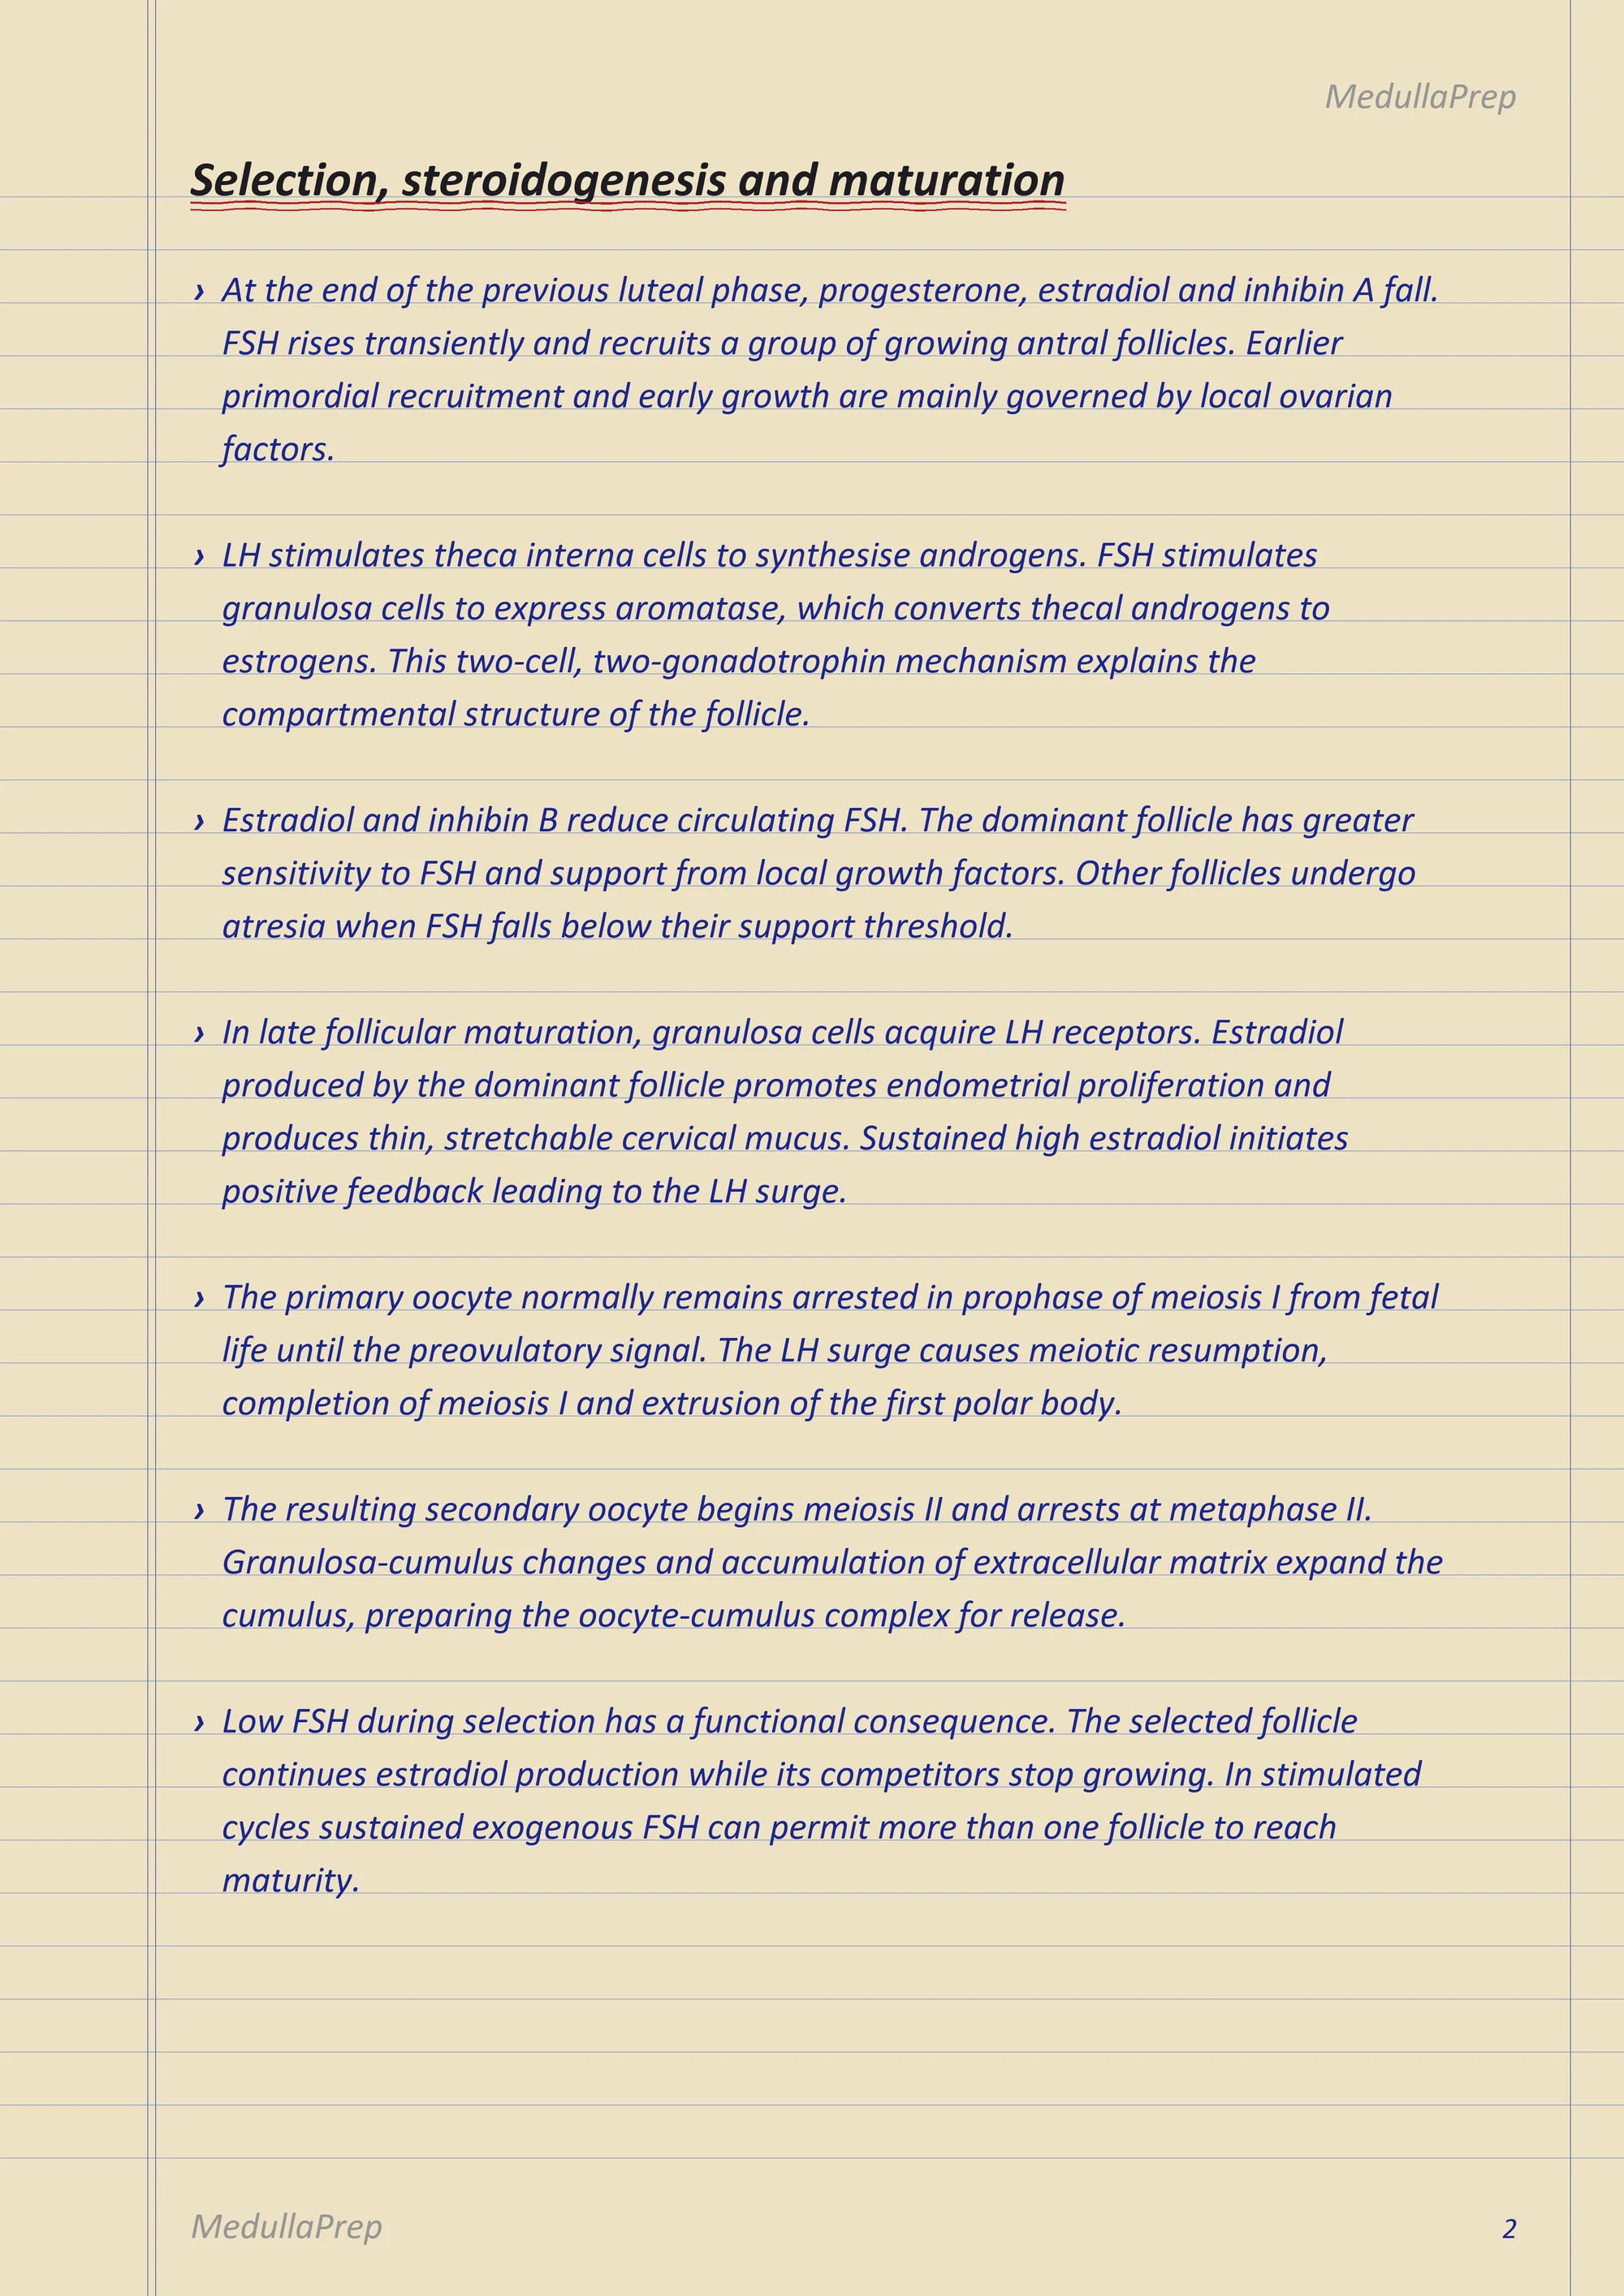 MedullaPrep
Selection, steroidogenesis and maturation
› At the end of the previous luteal phase, progesterone, estradiol and inhibin A fall.
FSH rises transiently and recruits a group of growing antral follicles. Earlier
primordial recruitment and early growth are mainly governed by local ovarian
factors.
› LH stimulates theca interna cells to synthesise androgens. FSH stimulates
granulosa cells to express aromatase, which converts thecal androgens to
estrogens. This two-cell, two-gonadotrophin mechanism explains the
compartmental structure of the follicle.
› Estradiol and inhibin B reduce circulating FSH. The dominant follicle has greater
sensitivity to FSH and support from local growth factors. Other follicles undergo
atresia when FSH falls below their support threshold.
› In late follicular maturation, granulosa cells acquire LH receptors. Estradiol
produced by the dominant follicle promotes endometrial proliferation and
produces thin, stretchable cervical mucus. Sustained high estradiol initiates
positive feedback leading to the LH surge.
› The primary oocyte normally remains arrested in prophase of meiosis I from fetal
life until the preovulatory signal. The LH surge causes meiotic resumption,
completion of meiosis I and extrusion of the first polar body.
› The resulting secondary oocyte begins meiosis II and arrests at metaphase II.
Granulosa-cumulus changes and accumulation of extracellular matrix expand the
cumulus, preparing the oocyte-cumulus complex for release.
› Low FSH during selection has a functional consequence. The selected follicle
continues estradiol production while its competitors stop growing. In stimulated
cycles sustained exogenous FSH can permit more than one follicle to reach
maturity.
MedullaPrep
2